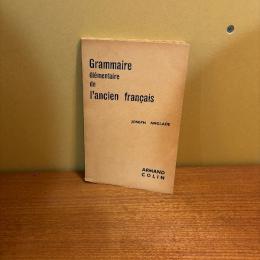 Grammaire
élémentaire
de
l'ancien français
JOSEPH ANGLADE
ARMAND
COLIN